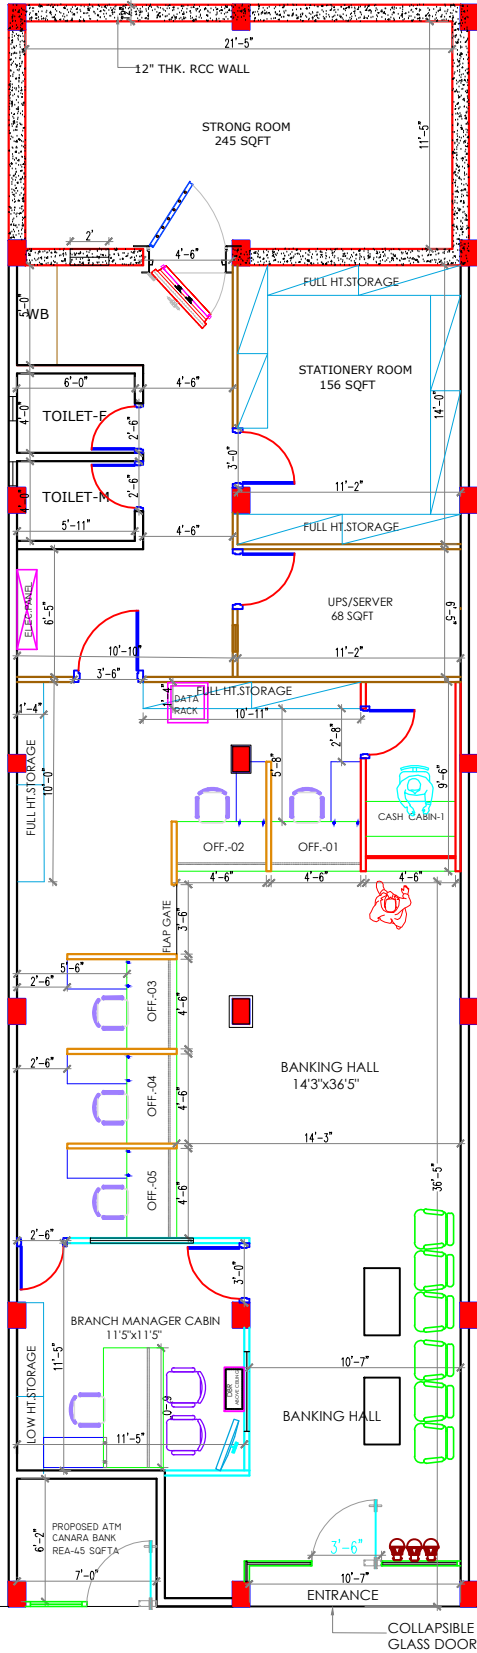 21'-5"
12" THK. RCC WALL
STRONG ROOM
245 SQFT
11'-5"
2'
4'-6"
FULL HT.STORAGE
WB
5'-0"
STATIONERY ROOM
156 SQFT
6'-0"
4'-6"
14'-0"
TOILET-F
4'-0"
2'-6"
3'-0"
TOILET-M
2'-6"
11'-2"
5'-11"
4'-6"
FULL HT.STORAGE
ELEC.PANEL
6'-5"
UPS/SERVER
68 SQFT
6'-5"
10'-10"
11'-2"
3'-6"
FULL HT.STORAGE
1'-4"
DATA
RACK
10'-11"
1'-4"
2'-8"
5'-8"
FULL HT.STORAGE
10'-0"
9'-6"
CASH CABIN-1
OFF.-02
OFF.-01
4'-6"
4'-6"
4'-6"
FLAP GATE
3'-6"
5'-6"
2'-6"
OFF.-03
4'-6"
2'-6"
OFF.-04
4'-6"
BANKING HALL
14'3"x36'5"
14'-3"
36'-5"
OFF.-05
4'-6"
2'-6"
3'-0"
BRANCH MANAGER CABIN
11'5"x11'5"
11'-5"
LOW HT.STORAGE
10'-7"
BANKING HALL
11'-5"
PROPOSED ATM
CANARA BANK
REA-45 SQFTA
6'-2"
7'-0"
3'-6"
10'-7"
ENTRANCE
COLLAPSIBLE
GLASS DOOR